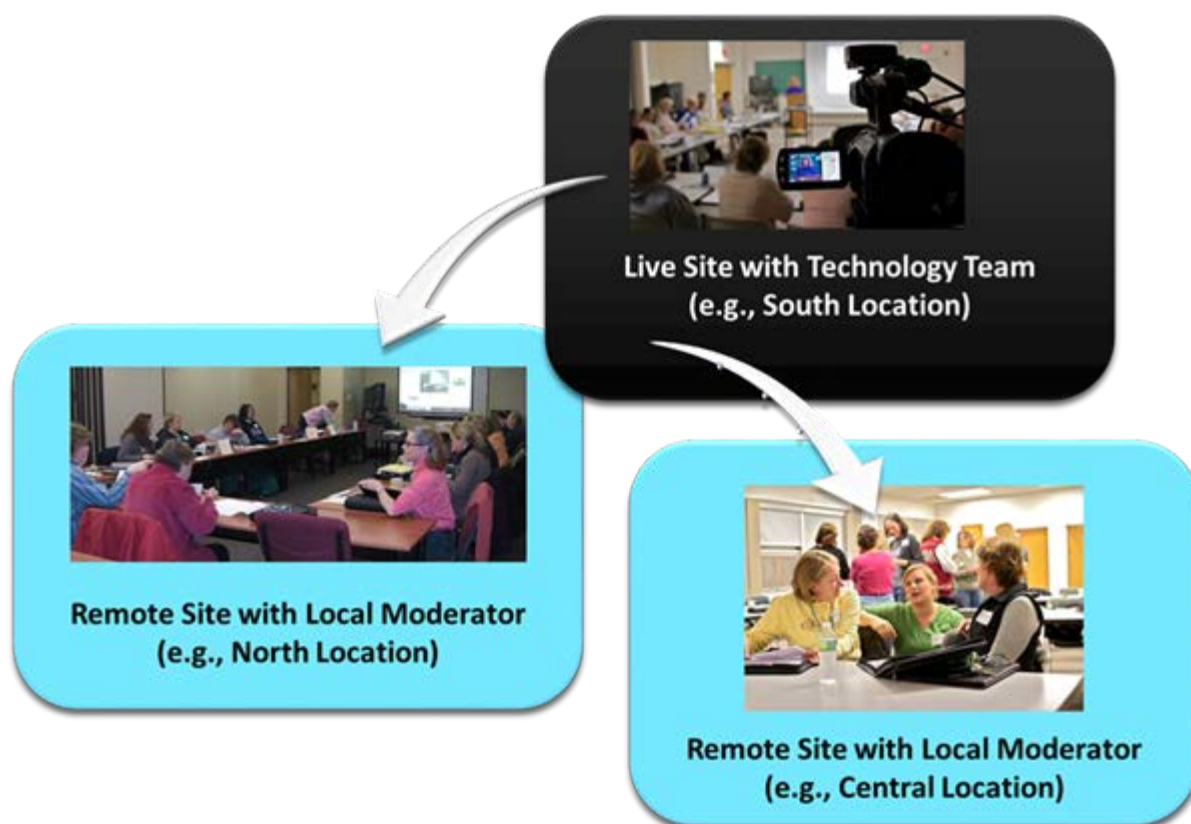 Live Site with Technology Team
(e.g., South Location)
Remote Site with Local Moderator
(e.g., North Location)
Remote Site with Local Moderator
(e.g., Central Location)